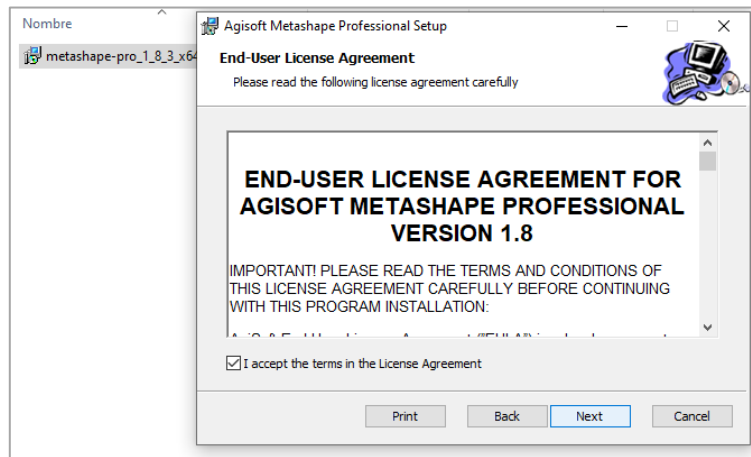 Nombre
metashape-pro_1_8_3_x64
Agisoft Metashape Professional Setup
End-User License Agreement
Please read the following license agreement carefully
END-USER LICENSE AGREEMENT FOR
AGISOFT METASHAPE PROFESSIONAL
VERSION 1.8
IMPORTANT! PLEASE READ THE TERMS AND CONDITIONS OF
THIS LICENSE AGREEMENT CAREFULLY BEFORE CONTINUING
WITH THIS PROGRAM INSTALLATION:
I accept the terms in the License Agreement
Print Back Next Cancel